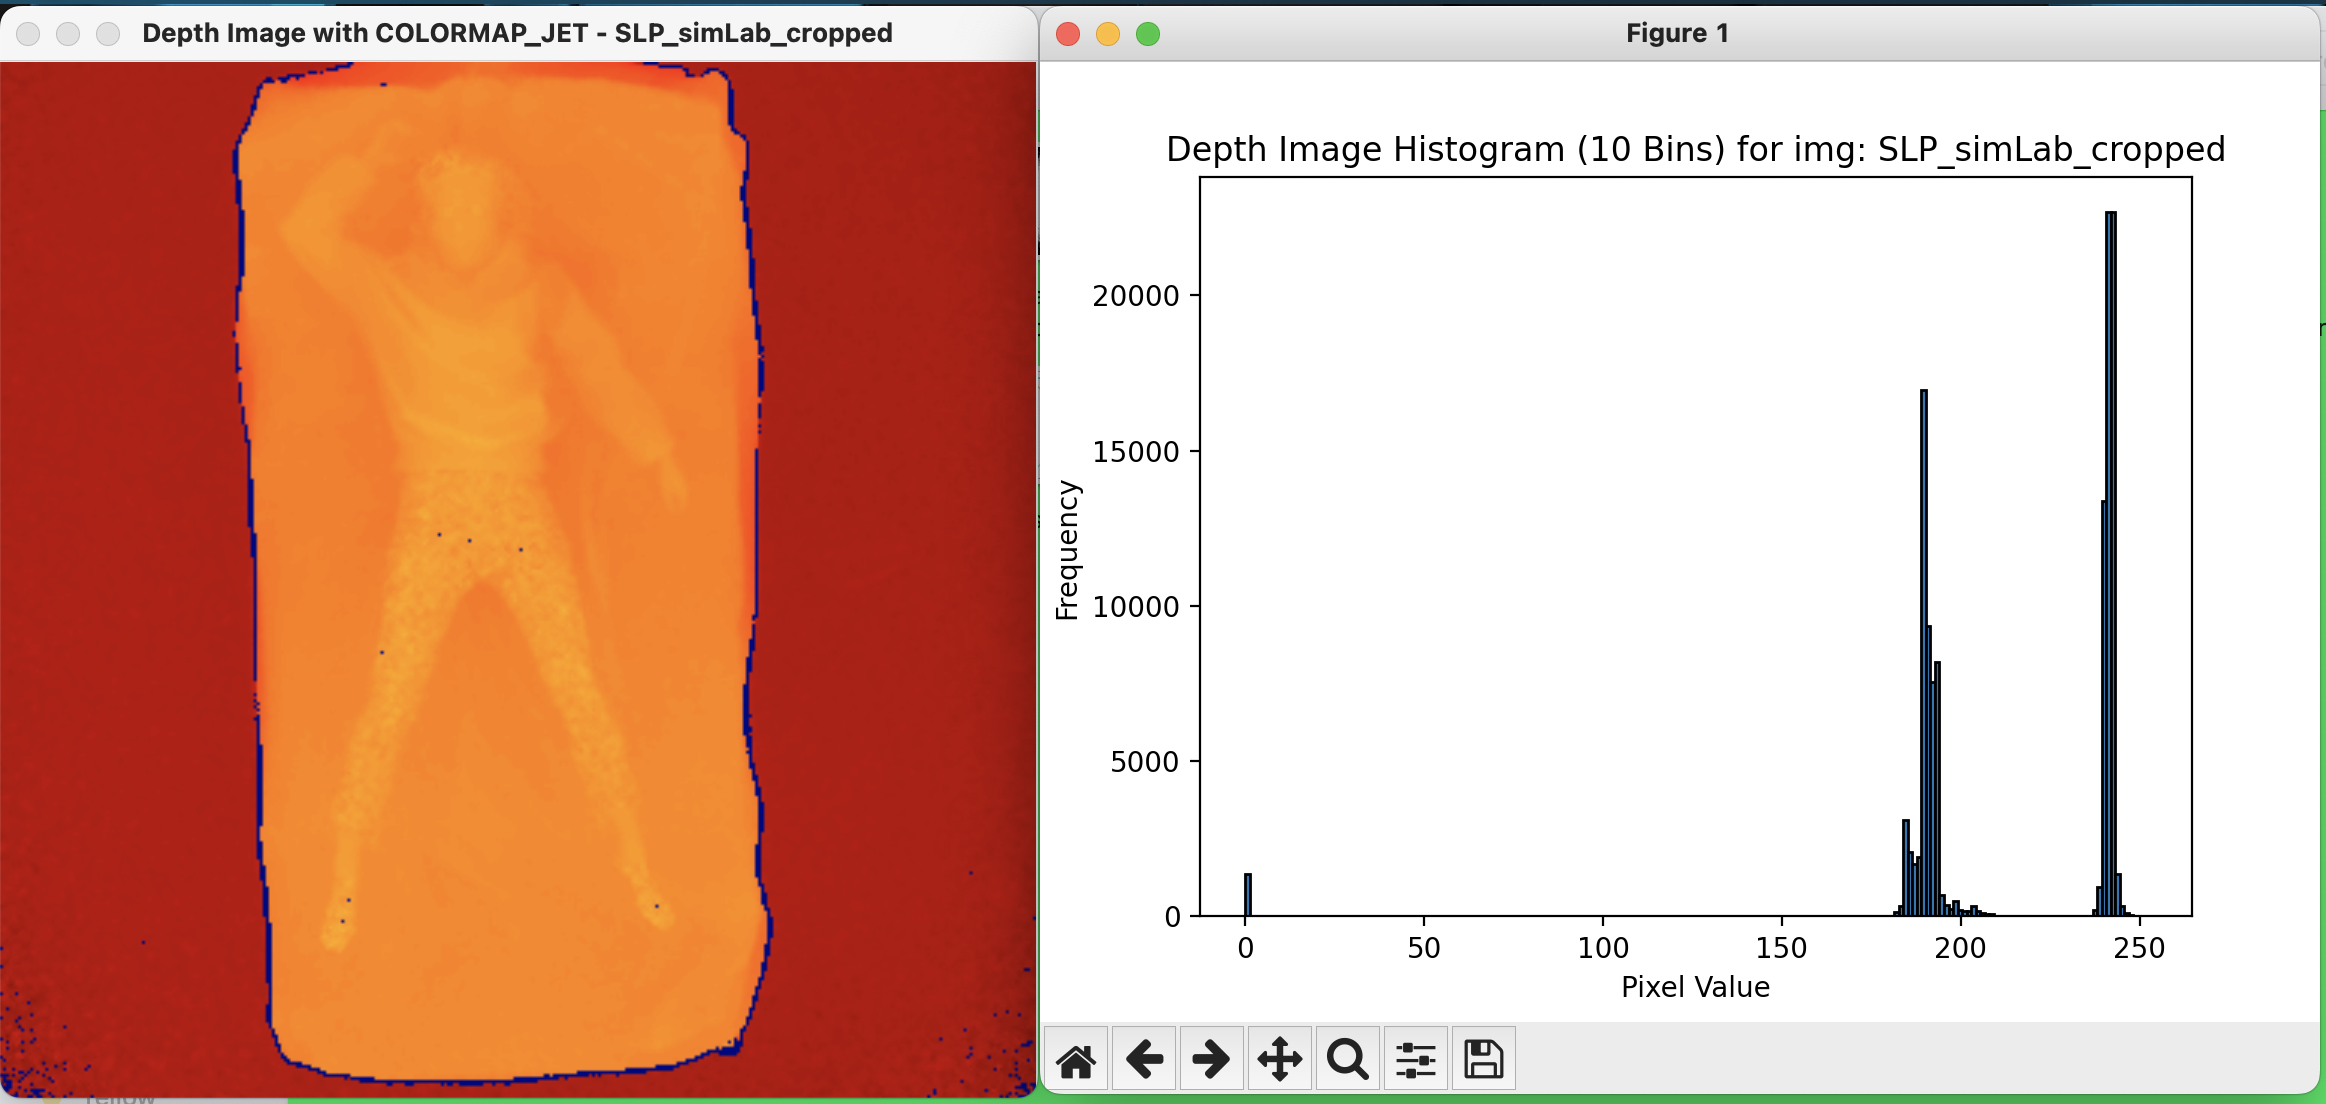 Depth Image with COLORMAP_JET - SLP_simLab_cropped
Figure 1
Depth Image Histogram (10 Bins) for img: SLP_simLab_cropped
Frequency
20000
15000
10000
5000
0
0 50 100 150 200 250
Pixel Value